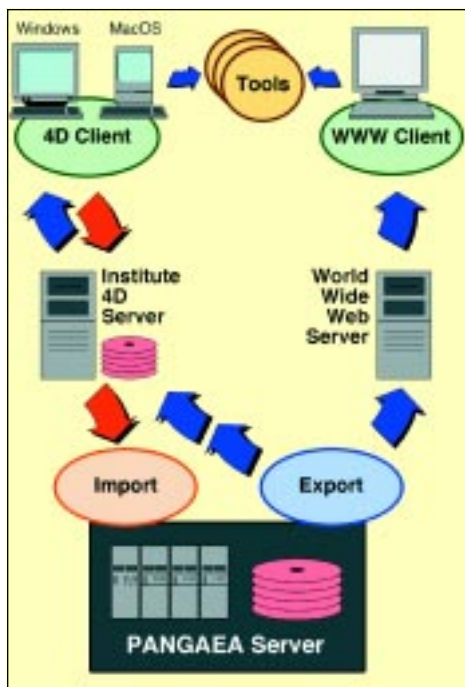 Windows
MacOS
Tools
4D Client
WWW Client
Institute
4D
Server
World
Wide
Web
Server
Import
Export
PANGAEA Server